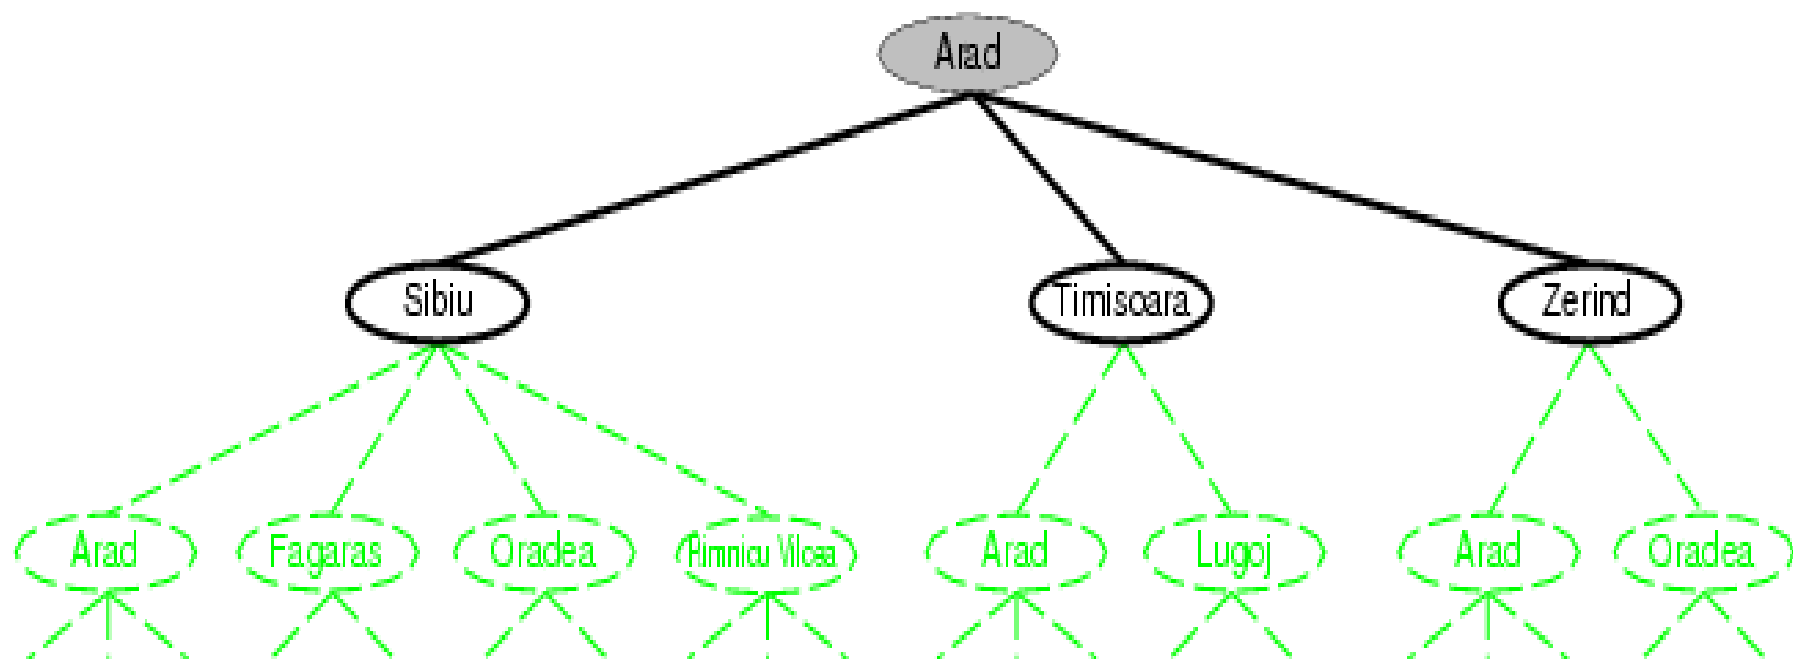 Arad
Sibiu
Timisoara
Zerind
Arad
Fagaras
Oradea
Rimnicu Vilcea
Arad
Lugoj
Arad
Oradea